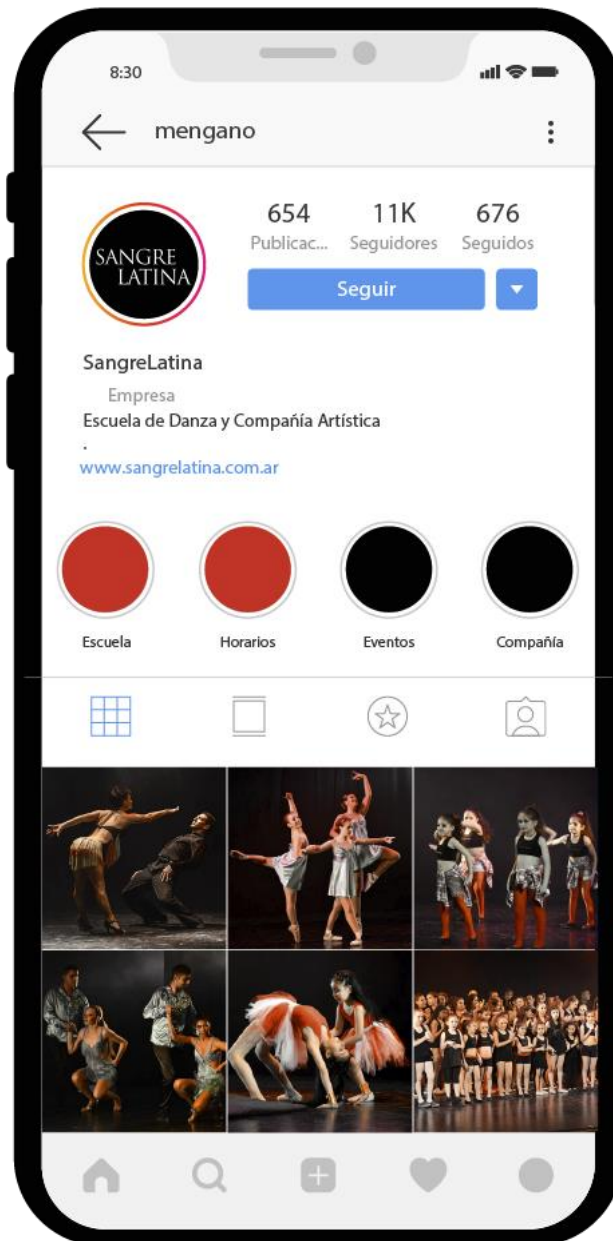 8:30
mengano
654 11K 676
Publicac... Seguidores Seguidos
SANGRE
LATINA
Seguir
SangreLatina
Empresa
Escuela de Danza y Compañía Artística
.
www.sangrelatina.com.ar
Escuela Horarios Eventos Compañía